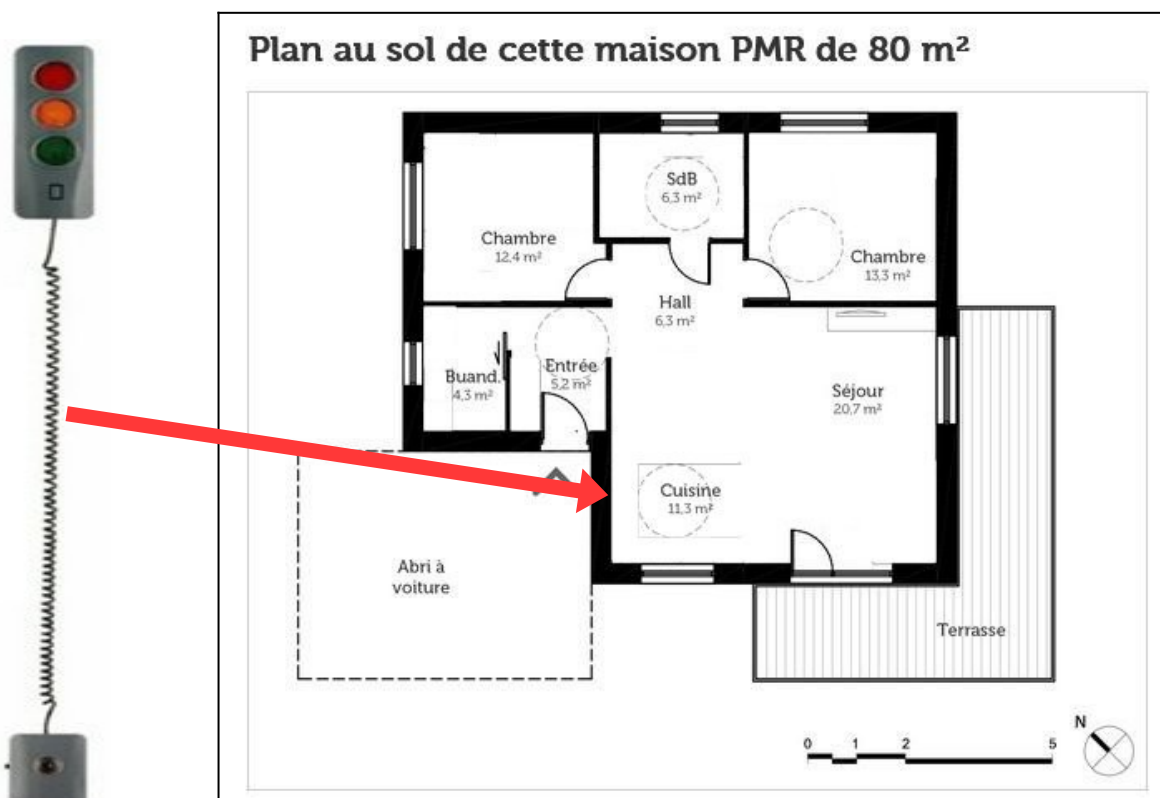 Plan au sol de cette maison PMR de 80 m²
SdB
6,3 m²
Chambre
12,4 m²
Chambre
13,3 m²
Hall
6,3 m²
Entrée
5,2 m²
Buand.
4,3 m²
Séjour
20,7 m²
Cuisine
11,3 m²
Abri à
voiture
Terrasse
N
0 1 2 5